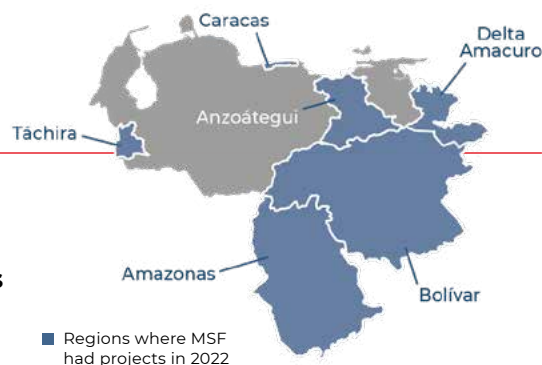 Caracas
Delta
Amacuro
Anzoátegui
Táchira
Amazonas
Bolívar
s
Regions where MSF
had projects in 2022